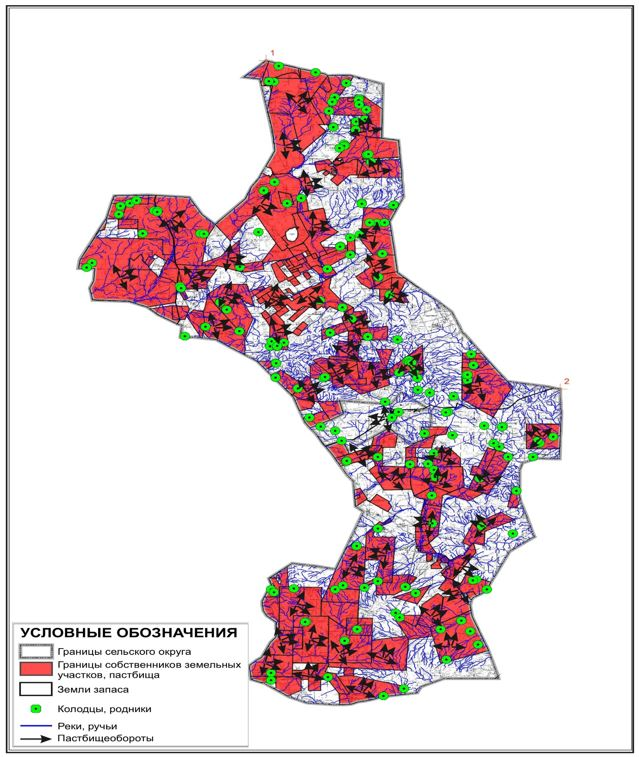 1
2
УСЛОВНЫЕ ОБОЗНАЧЕНИЯ
Границы сельского округа
Границы собственников земельных
участков, пастбища
Земли запаса
Колодцы, родники
Реки, ручьи
Пастбищеобороты